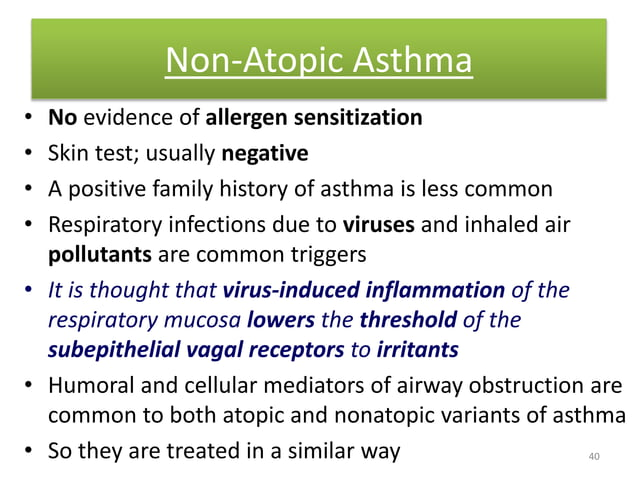 Non-Atopic Asthma
• No evidence of allergen sensitization
• Skin test; usually negative
• A positive family history of asthma is less common
• Respiratory infections due to viruses and inhaled air
pollutants are common triggers
• It is thought that virus-induced inflammation of the
respiratory mucosa lowers the threshold of the
subepithelial vagal receptors to irritants
• Humoral and cellular mediators of airway obstruction are
common to both atopic and nonatopic variants of asthma
• So they are treated in a similar way
40